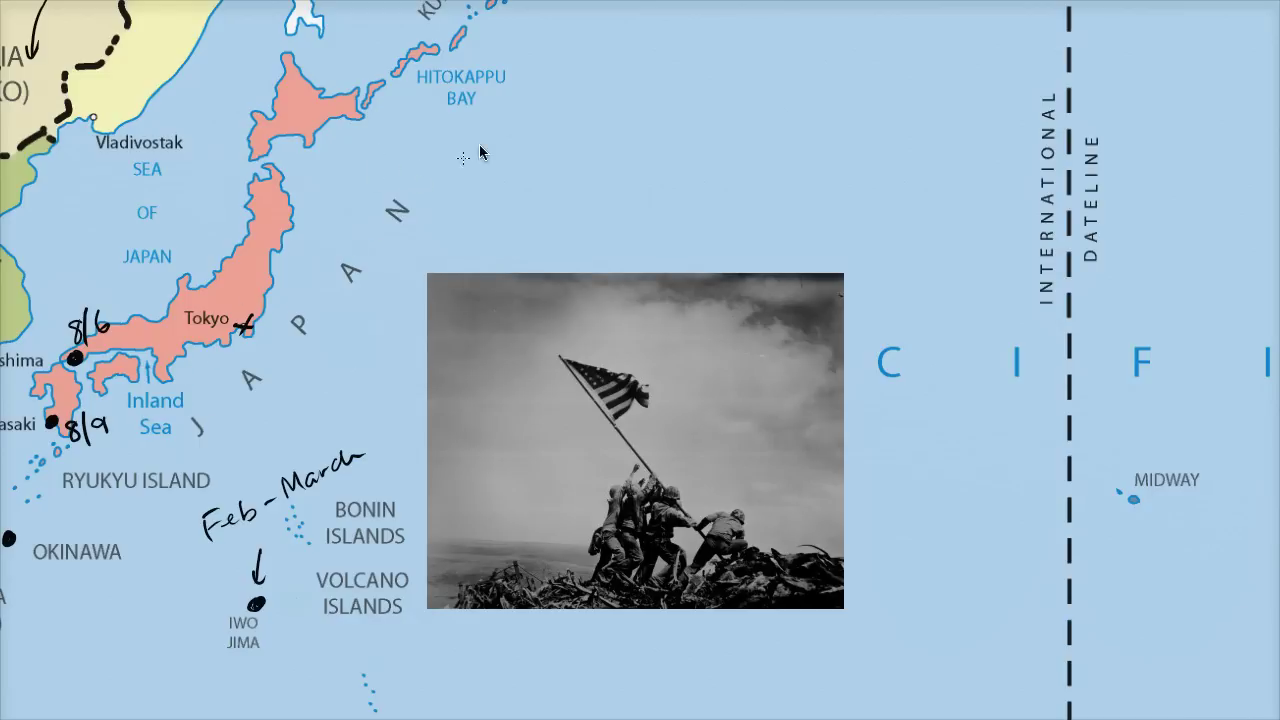 KU
IA
O)
HITOKAPPU
BAY
Vladivostak
SEA
OF
JAPAN
INTERNATIONAL
DATELINE
JAPAN
Tokyo
8/6
shima
Inland
Sea
asaki
8/9
C I F I
RYUKYU ISLAND
Feb-March
MIDWAY
BONIN
ISLANDS
OKINAWA
VOLCANO
ISLANDS
A
IWO
JIMA